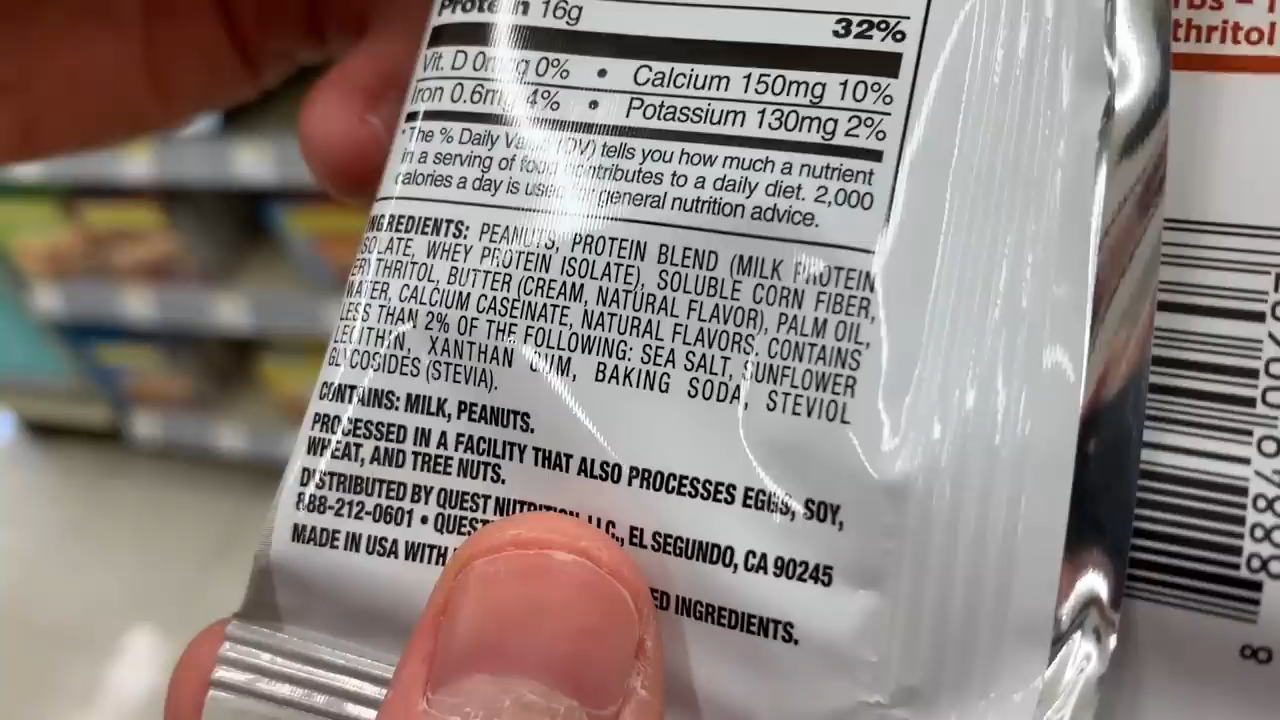 Protein 16g 32%
Vit. D 0mcg 0% • Calcium 150mg 10%
Iron 0.6mg 4% • Potassium 130mg 2%
*The % Daily Value (DV) tells you how much a nutrient
in a serving of food contributes to a daily diet. 2,000
calories a day is used for general nutrition advice.
INGREDIENTS: PEANUTS, PROTEIN BLEND (MILK PROTEIN
ISOLATE, WHEY PROTEIN ISOLATE), SOLUBLE CORN FIBER,
ERYTHRITOL, BUTTER (CREAM, NATURAL FLAVOR), PALM OIL,
WATER, CALCIUM CASEINATE, NATURAL FLAVORS. CONTAINS
LESS THAN 2% OF THE FOLLOWING: SEA SALT, SUNFLOWER
LECITHIN, XANTHAN GUM, BAKING SODA, STEVIOL
GLYCOSIDES (STEVIA).
CONTAINS: MILK, PEANUTS.
PROCESSED IN A FACILITY THAT ALSO PROCESSES EGGS, SOY,
WHEAT, AND TREE NUTS.
DISTRIBUTED BY QUEST NUTRITION, LLC., EL SEGUNDO, CA 90245
888-212-0601 • QUEST
MADE IN USA WITH ED INGREDIENTS.
thritol
8